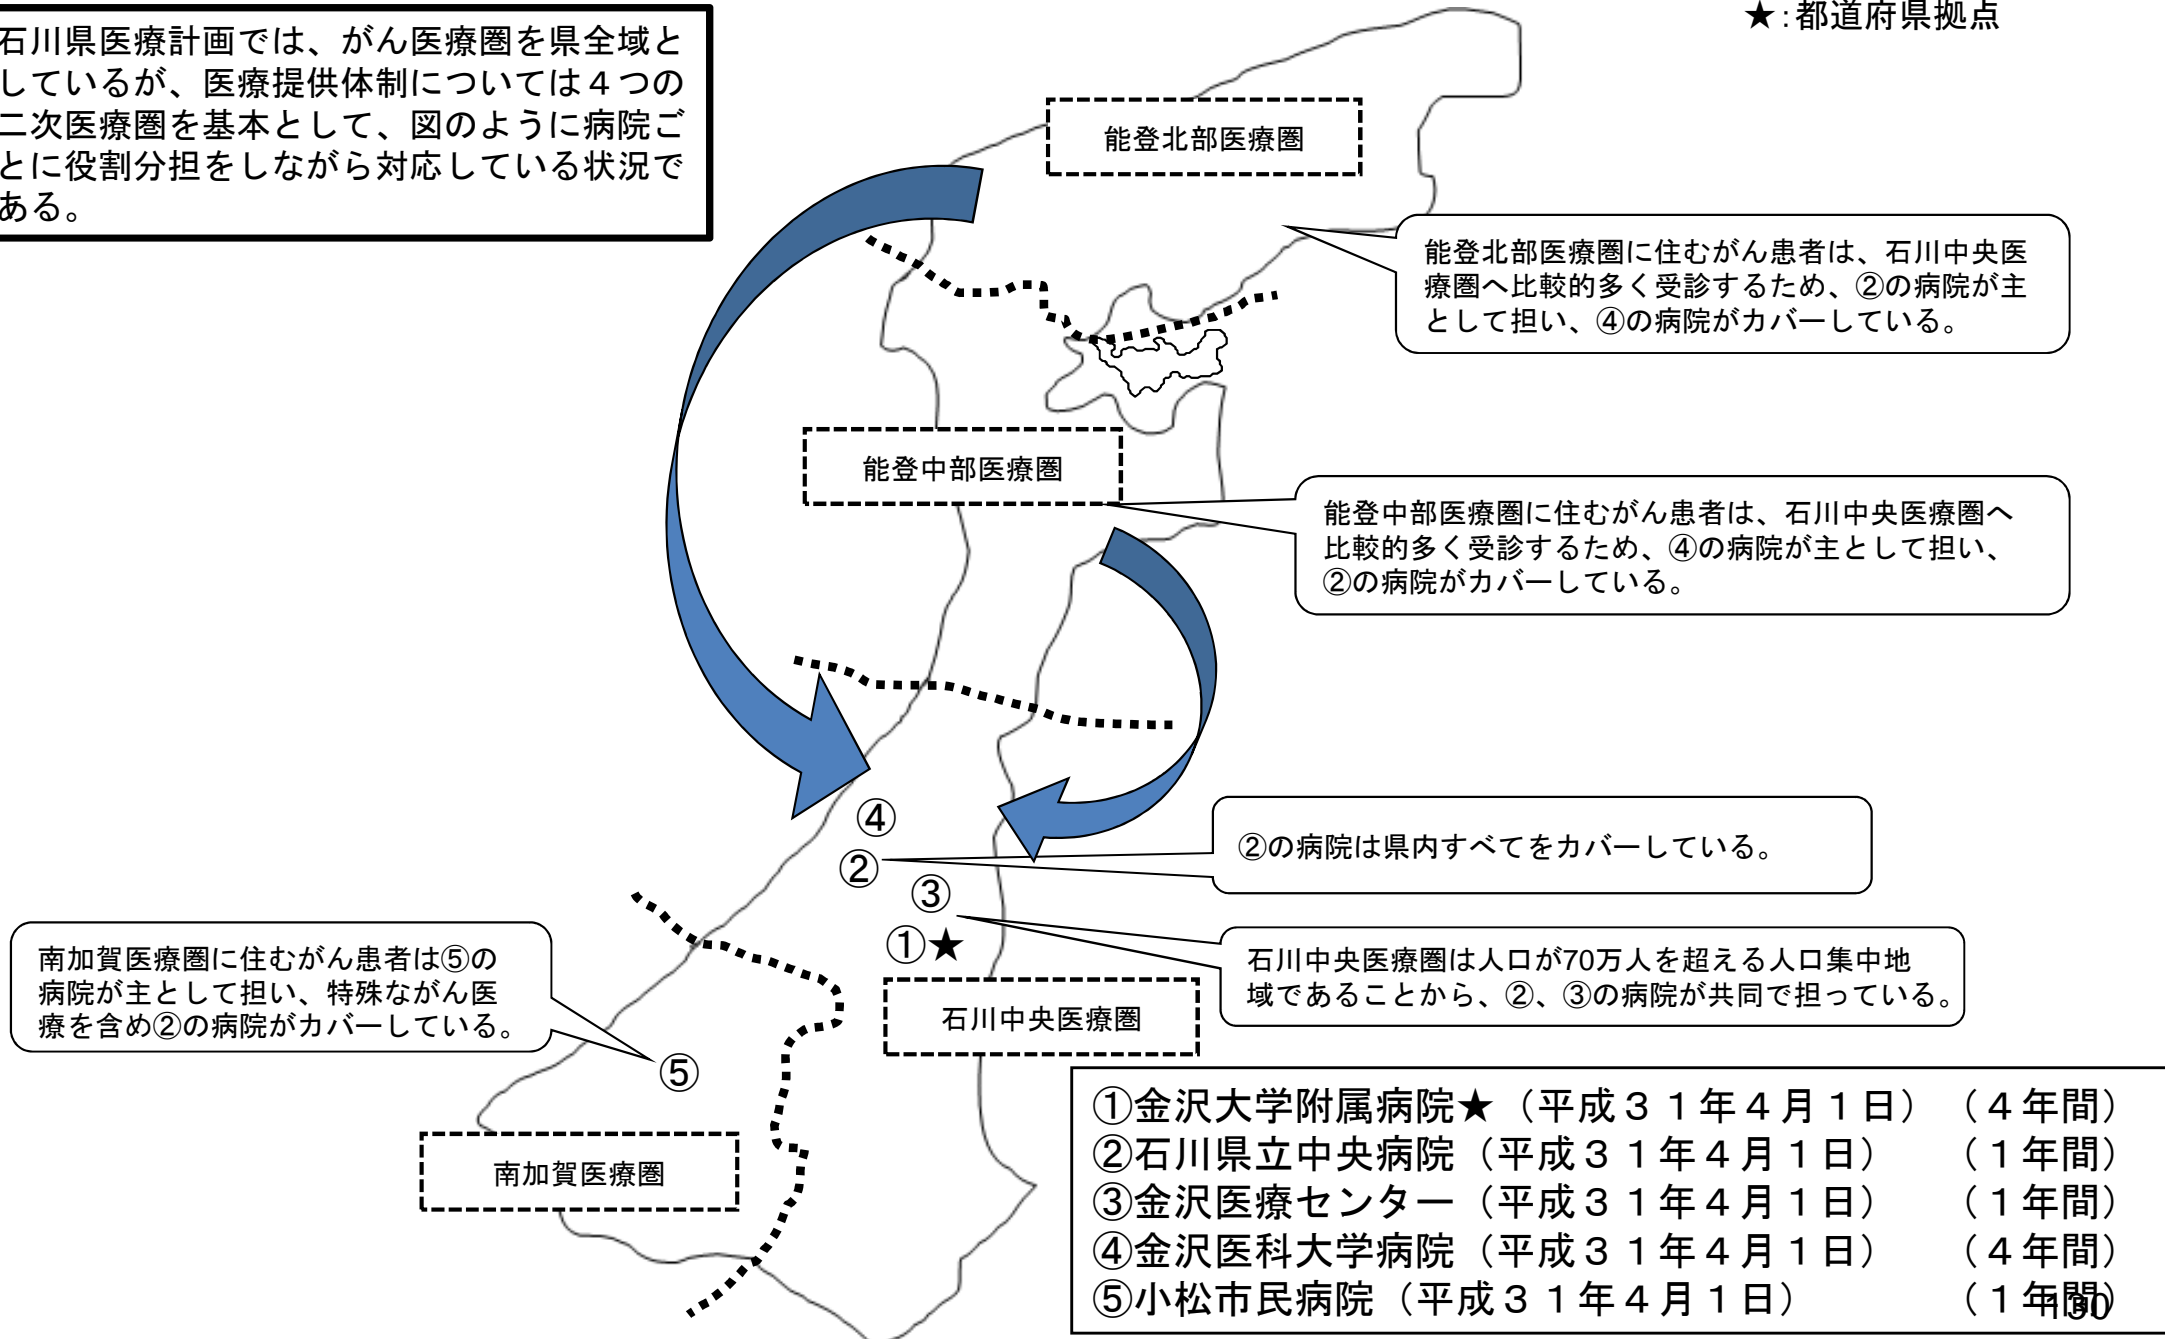 ★：都道府県拠点
石川県医療計画では、がん医療圏を県全域と
しているが、医療提供体制については４つの
二次医療圏を基本として、図のように病院ご
とに役割分担をしながら対応している状況で
ある。
能登北部医療圏
能登北部医療圏に住むがん患者は、石川中央医
療圏へ比較的多く受診するため、②の病院が主
として担い、④の病院がカバーしている。
能登中部医療圏
能登中部医療圏に住むがん患者は、石川中央医療圏へ
比較的多く受診するため、④の病院が主として担い、
②の病院がカバーしている。
④
②
③
①★
②の病院は県内すべてをカバーしている。
石川中央医療圏は人口が70万人を超える人口集中地
域であることから、②、③の病院が共同で担っている。
石川中央医療圏
南加賀医療圏に住むがん患者は⑤の
病院が主として担い、特殊ながん医
療を含め②の病院がカバーしている。
⑤
南加賀医療圏
①金沢大学附属病院★（平成３１年４月１日）（４年間）
②石川県立中央病院（平成３１年４月１日）（１年間）
③金沢医療センター（平成３１年４月１日）（１年間）
④金沢医科大学病院（平成３１年４月１日）（４年間）
⑤小松市民病院（平成３１年４月１日）（１年間）
130